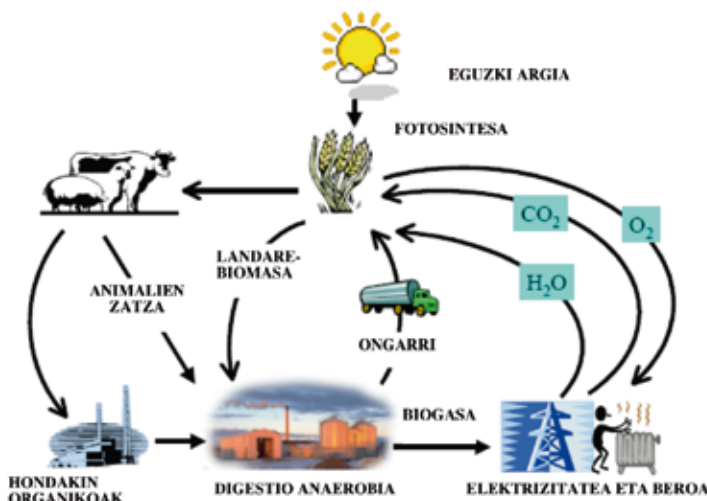 EGUZKI ARGIA
FOTOSINTESA
CO2
O2
LANDARE-
BIOMASA
H2O
ANIMALIEN
ZATZA
ONGARRI
BIOGASA
HONDAKIN
ORGANIKOAK
DIGESTIO ANAEROBIA
ELEKTRIZITATEA ETA BEROA